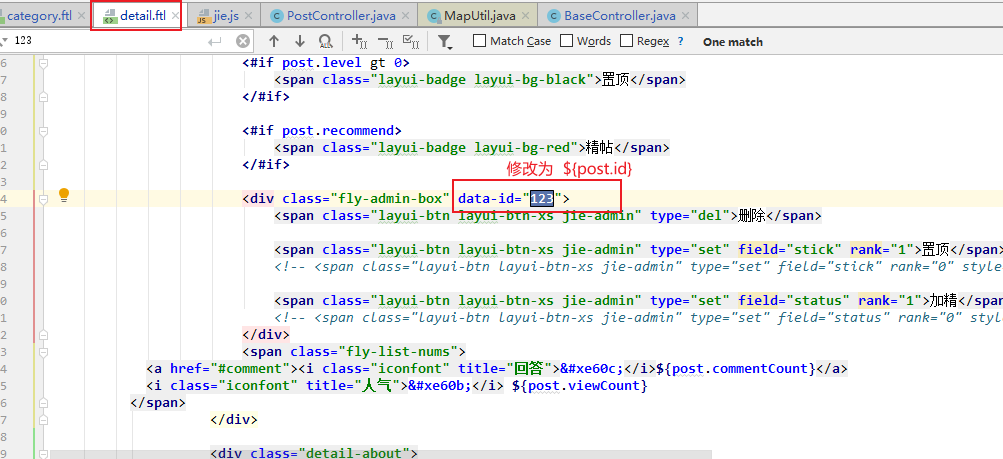 category.ftl detail.ftl jie.js PostController.java MapUtil.java BaseController.java
123 Match Case Words Regex ? One match
6 <#if post.level gt 0>
7 <span class="layui-badge layui-bg-black">置顶</span>
8 </#if>
9
0 <#if post.recommend>
1 <span class="layui-badge layui-bg-red">精帖</span>
2 </#if>
3 修改为 ${post.id}
4 <div class="fly-admin-box" data-id="123">
5 <span class="layui-btn layui-btn-xs jie-admin" type="del">删除</span>
6
7 <span class="layui-btn layui-btn-xs jie-admin" type="set" field="stick" rank="1">置顶</span>
8 <!-- <span class="layui-btn layui-btn-xs jie-admin" type="set" field="stick" rank="0" style
9
0 <span class="layui-btn layui-btn-xs jie-admin" type="set" field="status" rank="1">加精</span>
1 <!-- <span class="layui-btn layui-btn-xs jie-admin" type="set" field="status" rank="0" style
2 </div>
3 <span class="fly-list-nums">
4 <a href="#comment"><i class="iconfont" title="回答">&#xe60c;</i>${post.commentCount}</a>
5 <i class="iconfont" title="人气">&#xe60b;</i> ${post.viewCount}
6 </span>
7 </div>
8
9 <div class="detail-about">